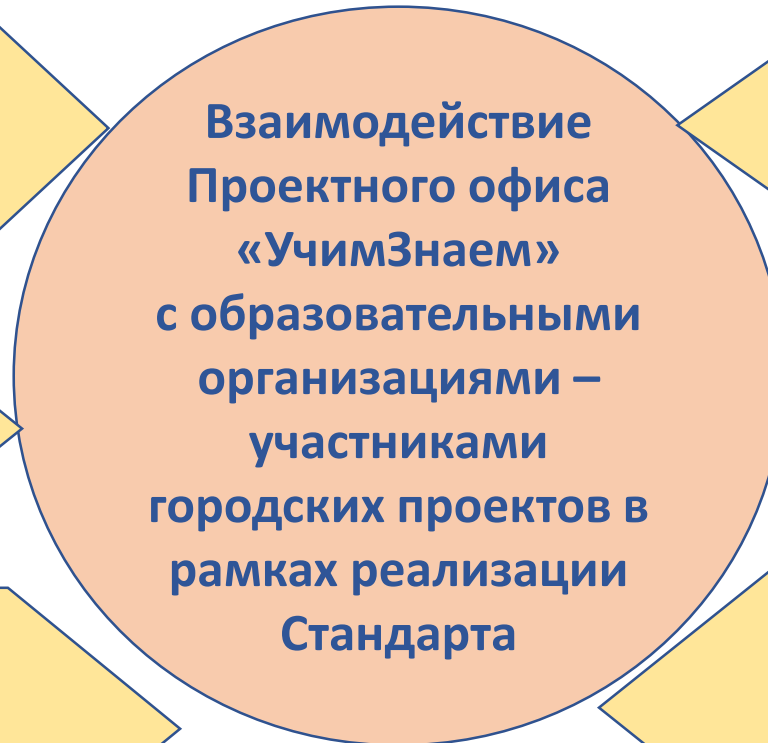 Взаимодействие
Проектного офиса
«УчимЗнаем»
с образовательными
организациями –
участниками
городских проектов в
рамках реализации
Стандарта